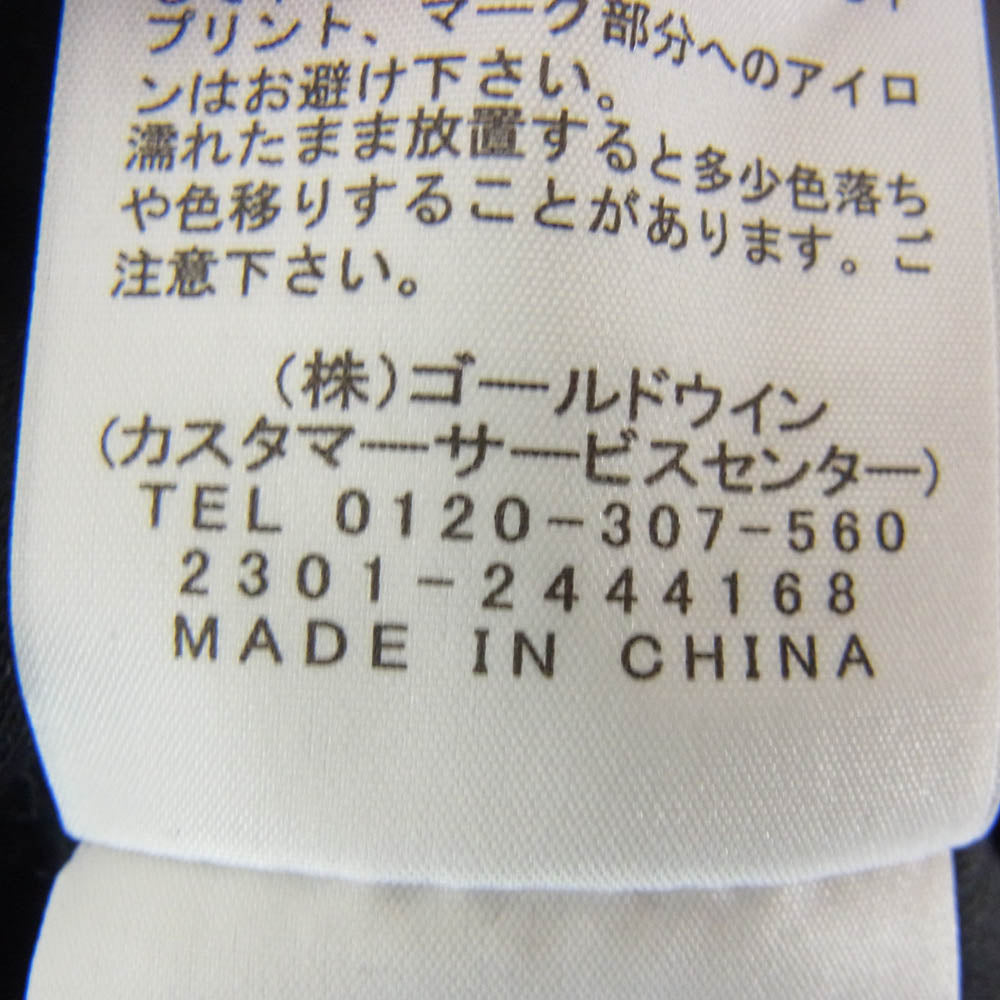 プリント、マーク部分へのアイロ
ンはお避け下さい。
濡れたまま放置すると多少色落ち
や色移りすることがあります。ご
注意下さい。
(株)ゴールドウイン
(カスタマーサービスセンター)
TEL 0120-307-560
2301-2444168
MADE IN CHINA